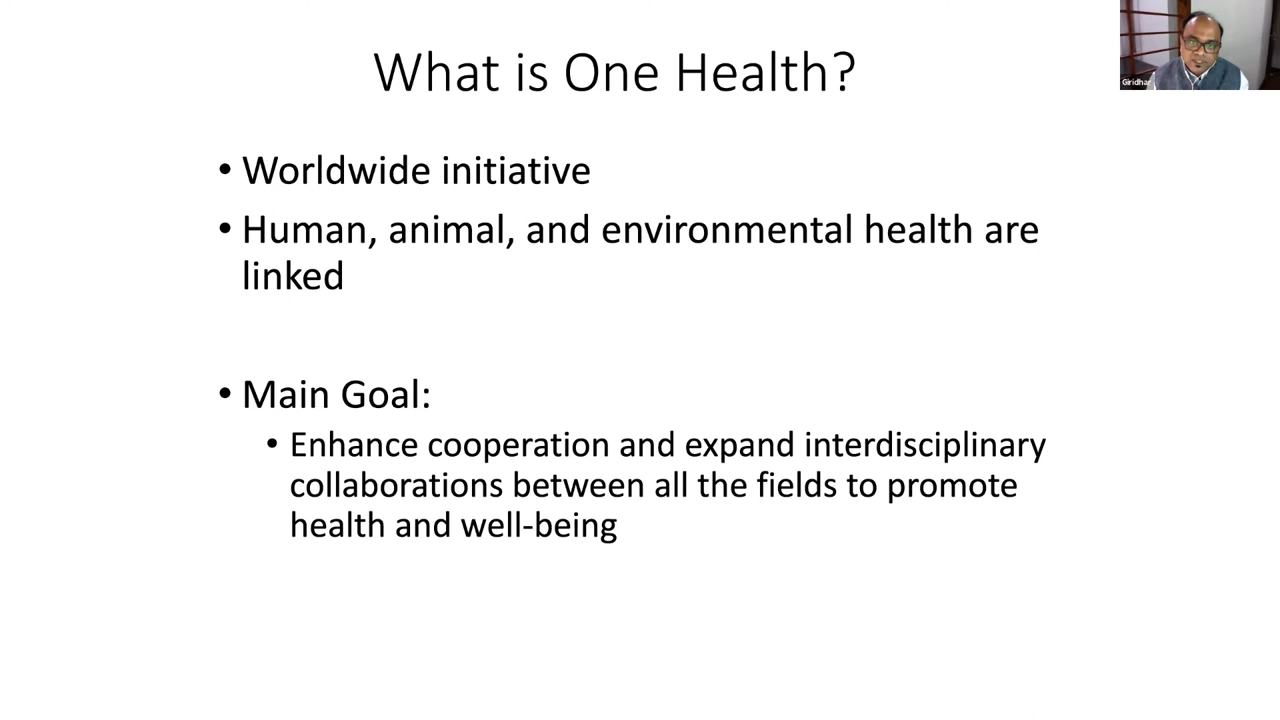 What is One Health?
Giridhar
• Worldwide initiative
• Human, animal, and environmental health are
linked
• Main Goal:
• Enhance cooperation and expand interdisciplinary
collaborations between all the fields to promote
health and well-being